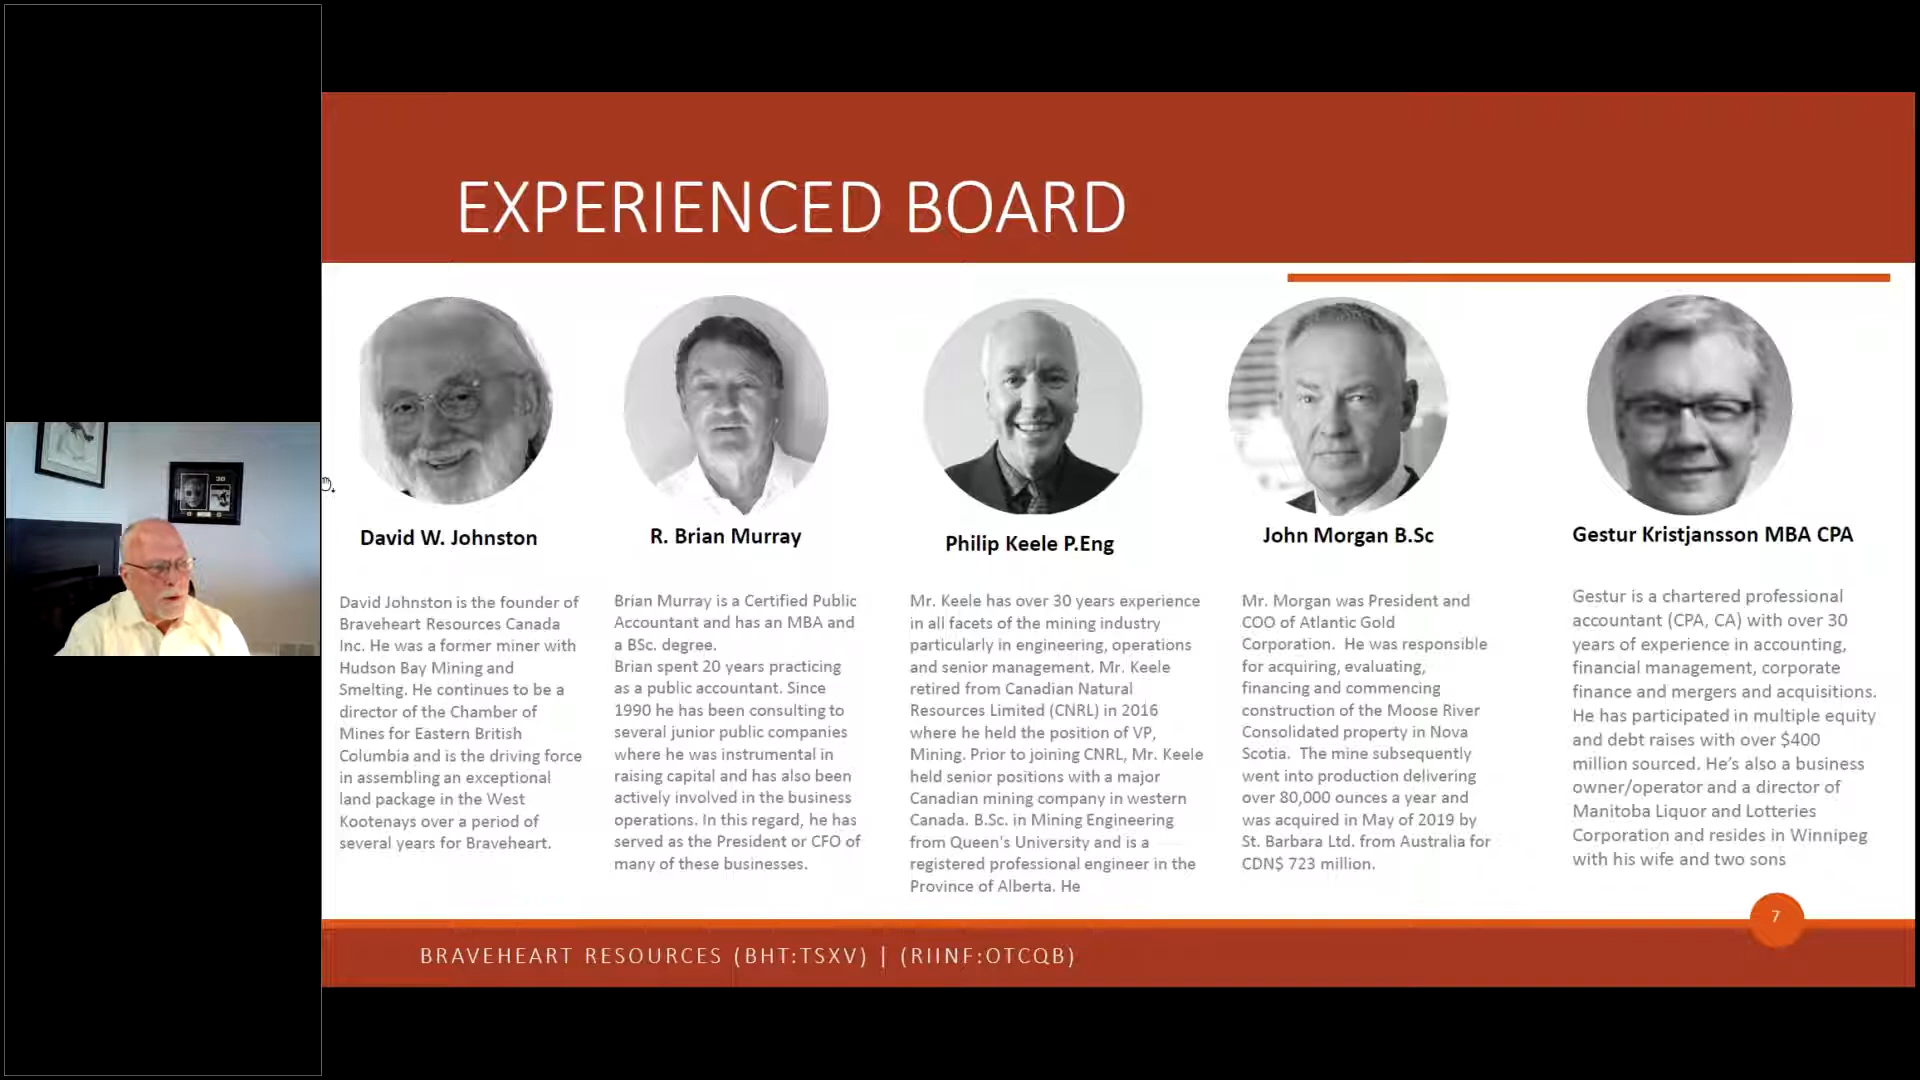 EXPERIENCED BOARD
David W. Johnston
David Johnston is the founder of
Braveheart Resources Canada
Inc. He was a former miner with
Hudson Bay Mining and
Smelting. He continues to be a
director of the Chamber of
Mines for Eastern British
Columbia and is the driving force
in assembling an exceptional
land package in the West
Kootenays over a period of
several years for Braveheart.
R. Brian Murray
Brian Murray is a Certified Public
Accountant and has an MBA and
a BSc. degree.
Brian spent 20 years practicing
as a public accountant. Since
1990 he has been consulting to
several junior public companies
where he was instrumental in
raising capital and has also been
actively involved in the business
operations. In this regard, he has
served as the President or CFO of
many of these businesses.
Philip Keele P.Eng
Mr. Keele has over 30 years experience
in all facets of the mining industry
particularly in engineering, operations
and senior management. Mr. Keele
retired from Canadian Natural
Resources Limited (CNRL) in 2016
where he held the position of VP,
Mining. Prior to joining CNRL, Mr. Keele
held senior positions with a major
Canadian mining company in western
Canada. B.Sc. in Mining Engineering
from Queen's University and is a
registered professional engineer in the
Province of Alberta. He
John Morgan B.Sc
Mr. Morgan was President and
COO of Atlantic Gold
Corporation. He was responsible
for acquiring, evaluating,
financing and commencing
construction of the Moose River
Consolidated property in Nova
Scotia. The mine subsequently
went into production delivering
over 80,000 ounces a year and
was acquired in May of 2019 by
St. Barbara Ltd. from Australia for
CDN$ 723 million.
Gestur Kristjansson MBA CPA
Gestur is a chartered professional
accountant (CPA, CA) with over 30
years of experience in accounting,
financial management, corporate
finance and mergers and acquisitions.
He has participated in multiple equity
and debt raises with over $400
million sourced. He's also a business
owner/operator and a director of
Manitoba Liquor and Lotteries
Corporation and resides in Winnipeg
with his wife and two sons
7
BRAVEHEART RESOURCES (BHT:TSXV) | (RIINF:OTCQB)